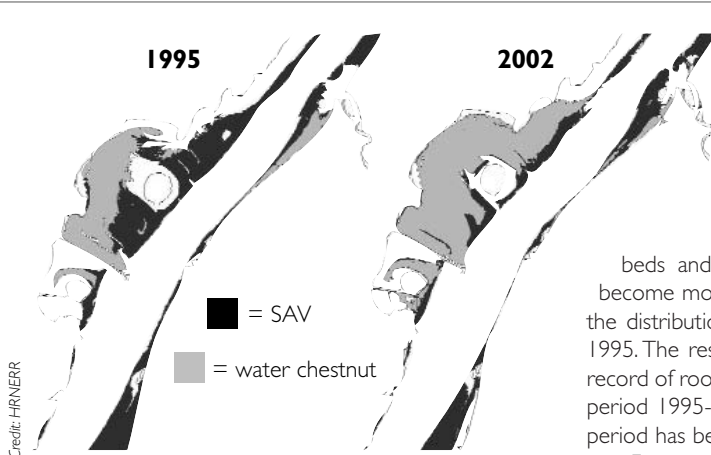 1995
2002
= SAV
= water chestnut
Credit: HRNERR
beds and
become mo
the distributio
1995. The res
record of roo
period 1995-
period has be